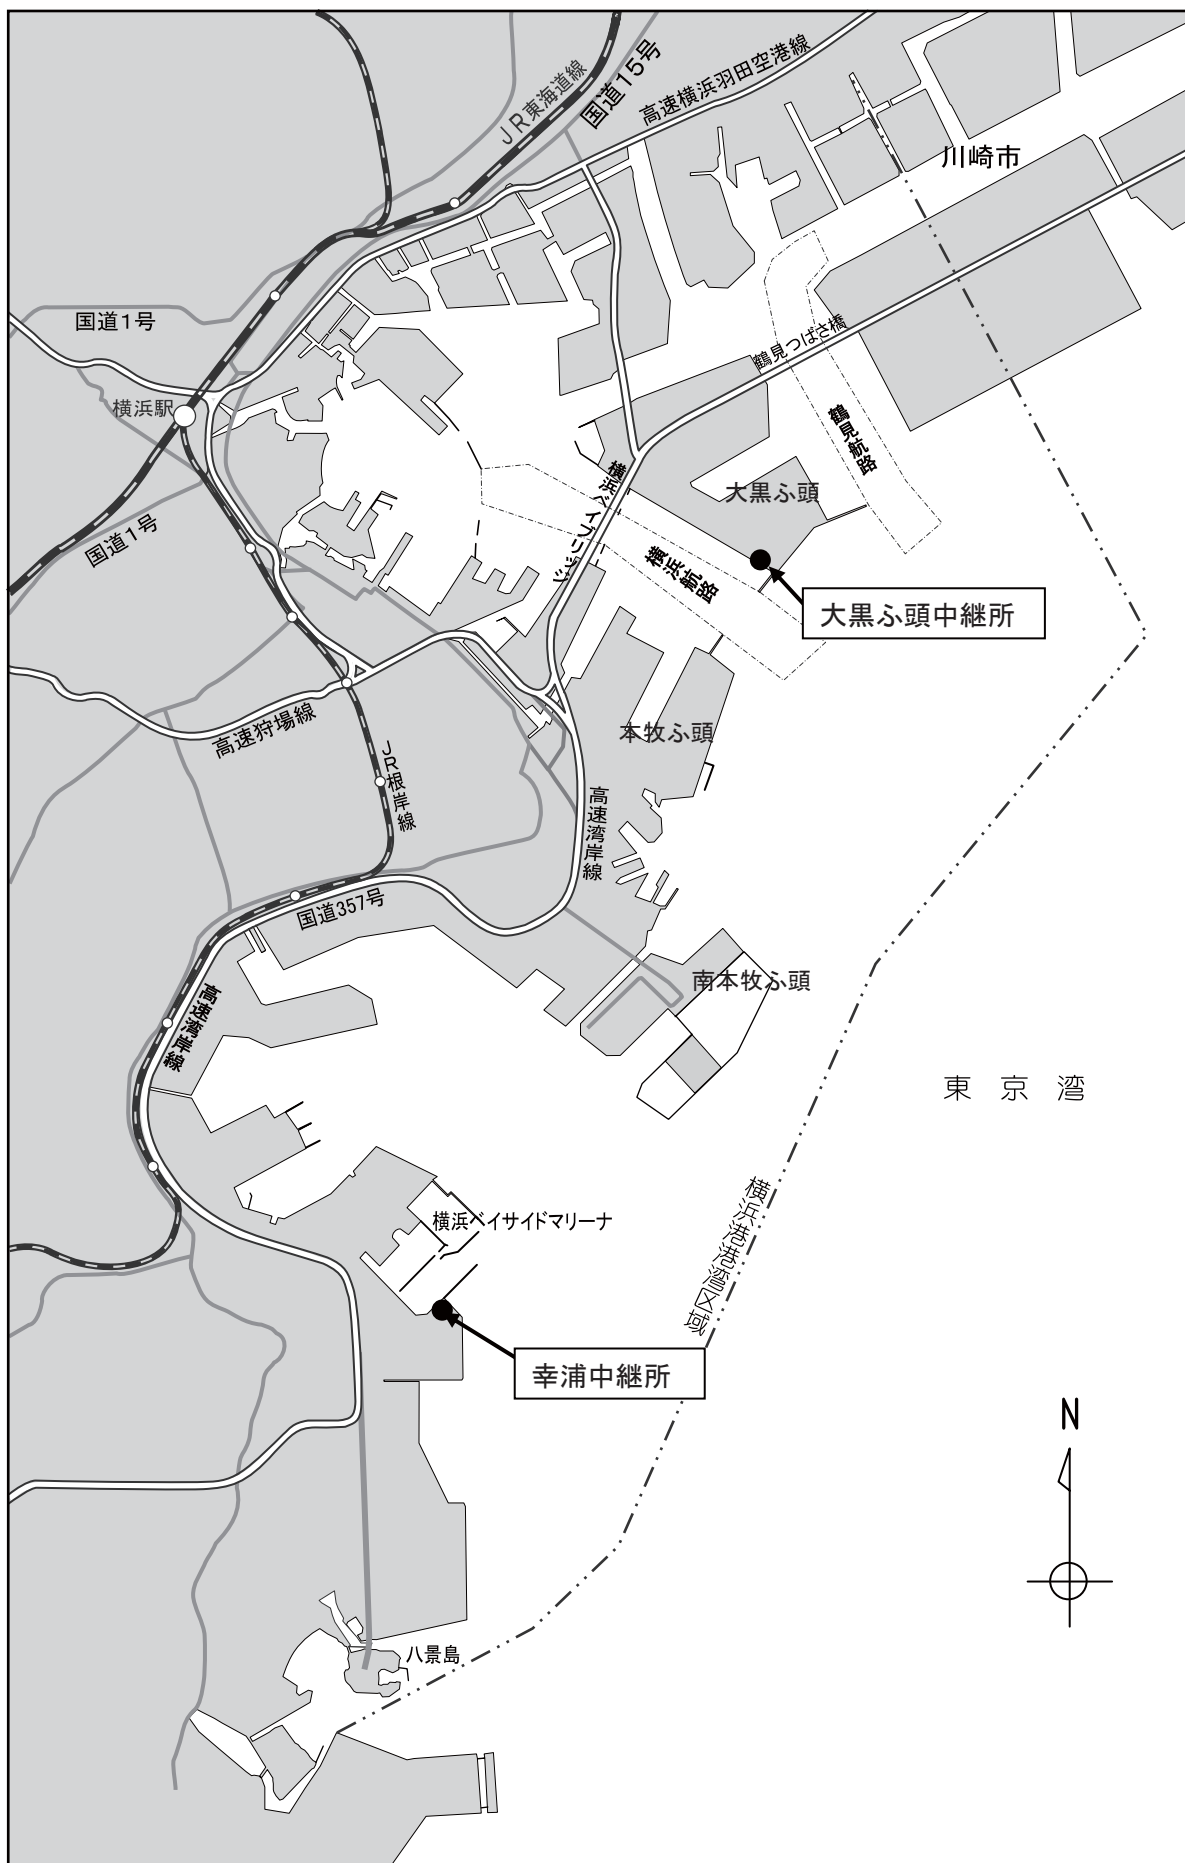 国道15号
JR東海道線
高速横浜羽田空港線
川崎市
国道1号
鶴見つばさ橋
横浜駅
鶴見航路
横浜ベイブリッジ
大黒ふ頭
国道1号
横浜航路
大黒ふ頭中継所
高速狩場線
本牧ふ頭
JR根岸線
高速湾岸線
国道357号
南本牧ふ頭
高速湾岸線
東京湾
横浜ベイサイドマリーナ
横浜港港湾区域
幸浦中継所
N
八景島